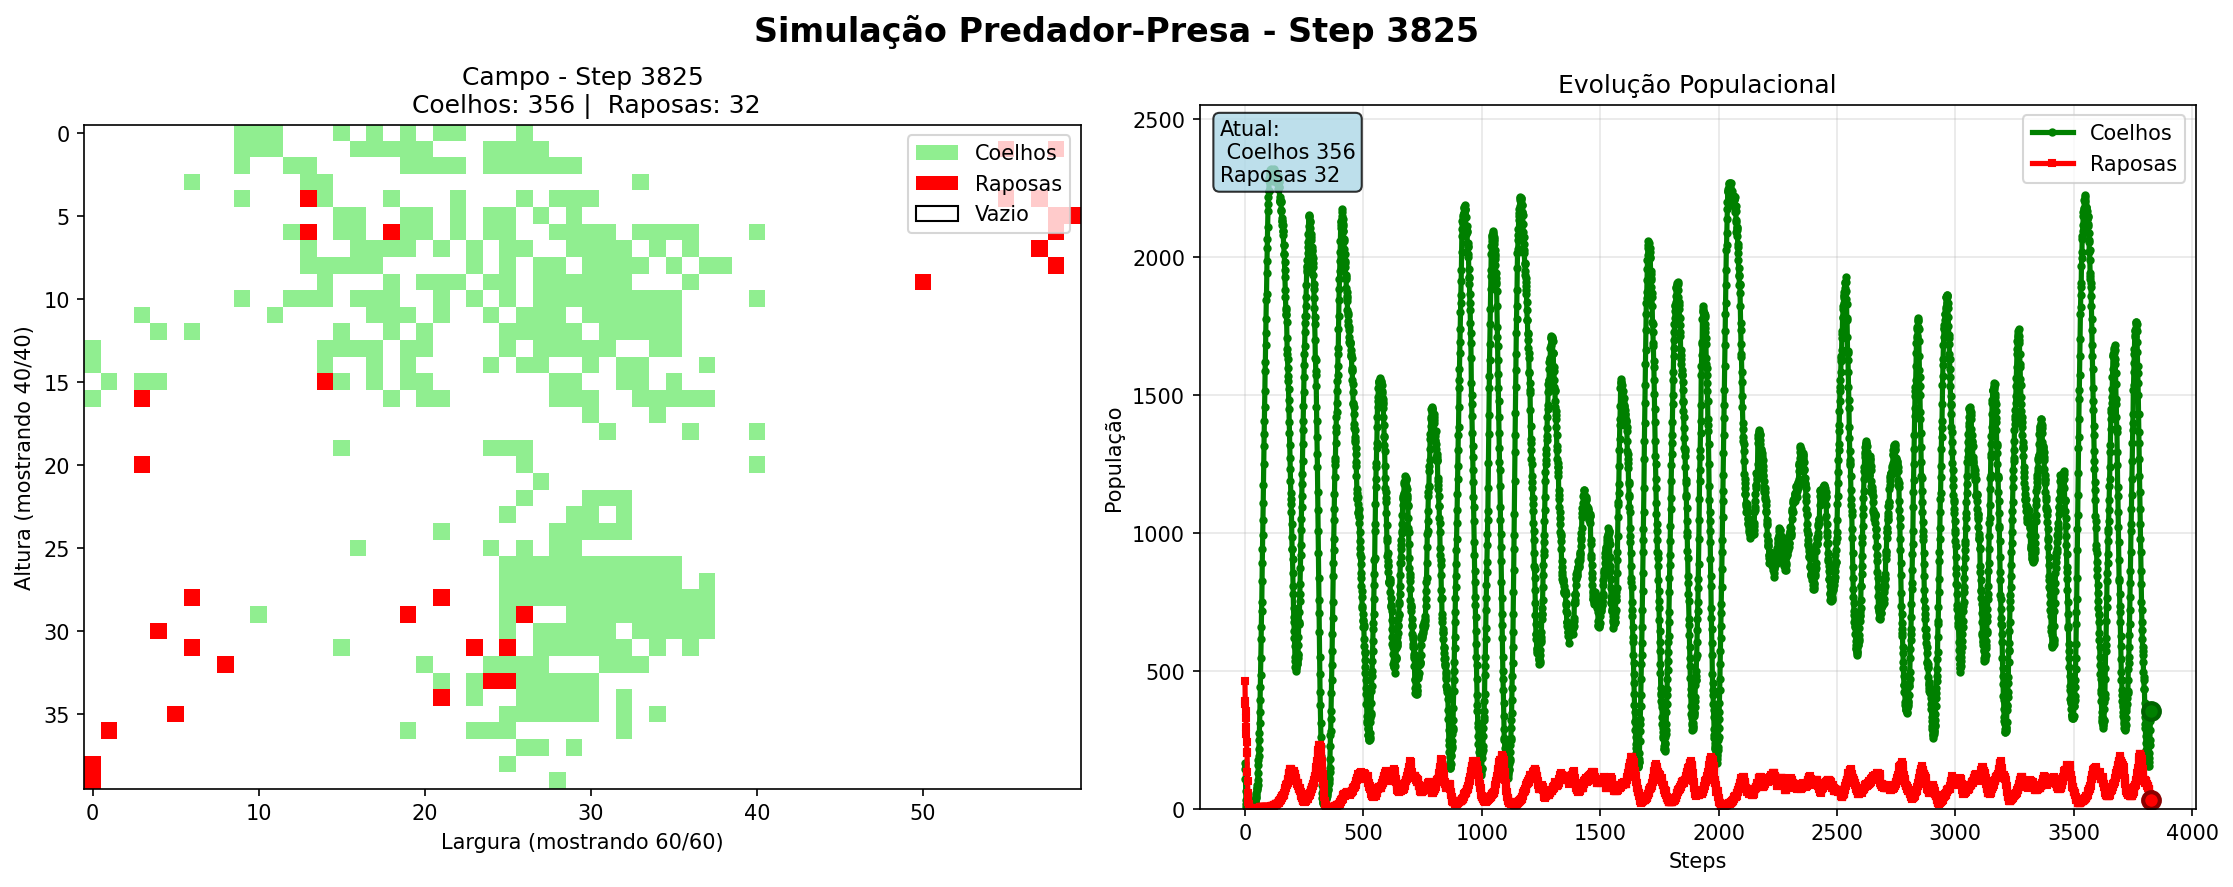 Simulação Predador-Presa - Step 3825
Campo - Step 3825
Coelhos: 356 |  Raposas: 32
Coelhos
Raposas
Vazio
0
5
10
15
20
25
30
35
Altura (mostrando 40/40)
0
10
20
30
40
50
Largura (mostrando 60/60)
Evolução Populacional
Atual:
Coelhos 356
Raposas 32
Coelhos
Raposas
2500
2000
1500
1000
500
0
População
0
500
1000
1500
2000
2500
3000
3500
4000
Steps